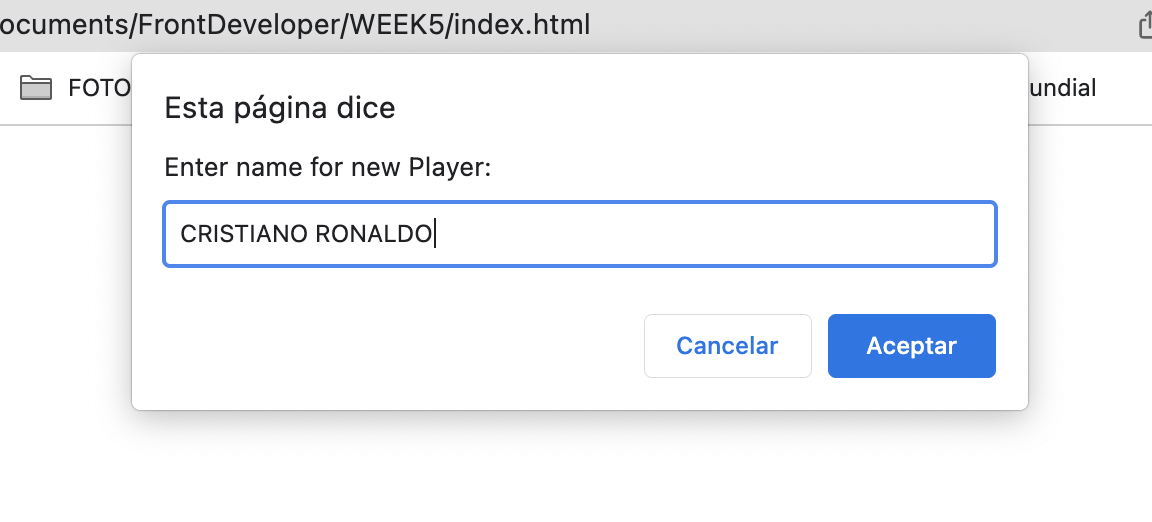 ocuments/FrontDeveloper/WEEK5/index.html
FOTO
undial
Esta página dice
Enter name for new Player:
CRISTIANO RONALDO
Cancelar
Aceptar